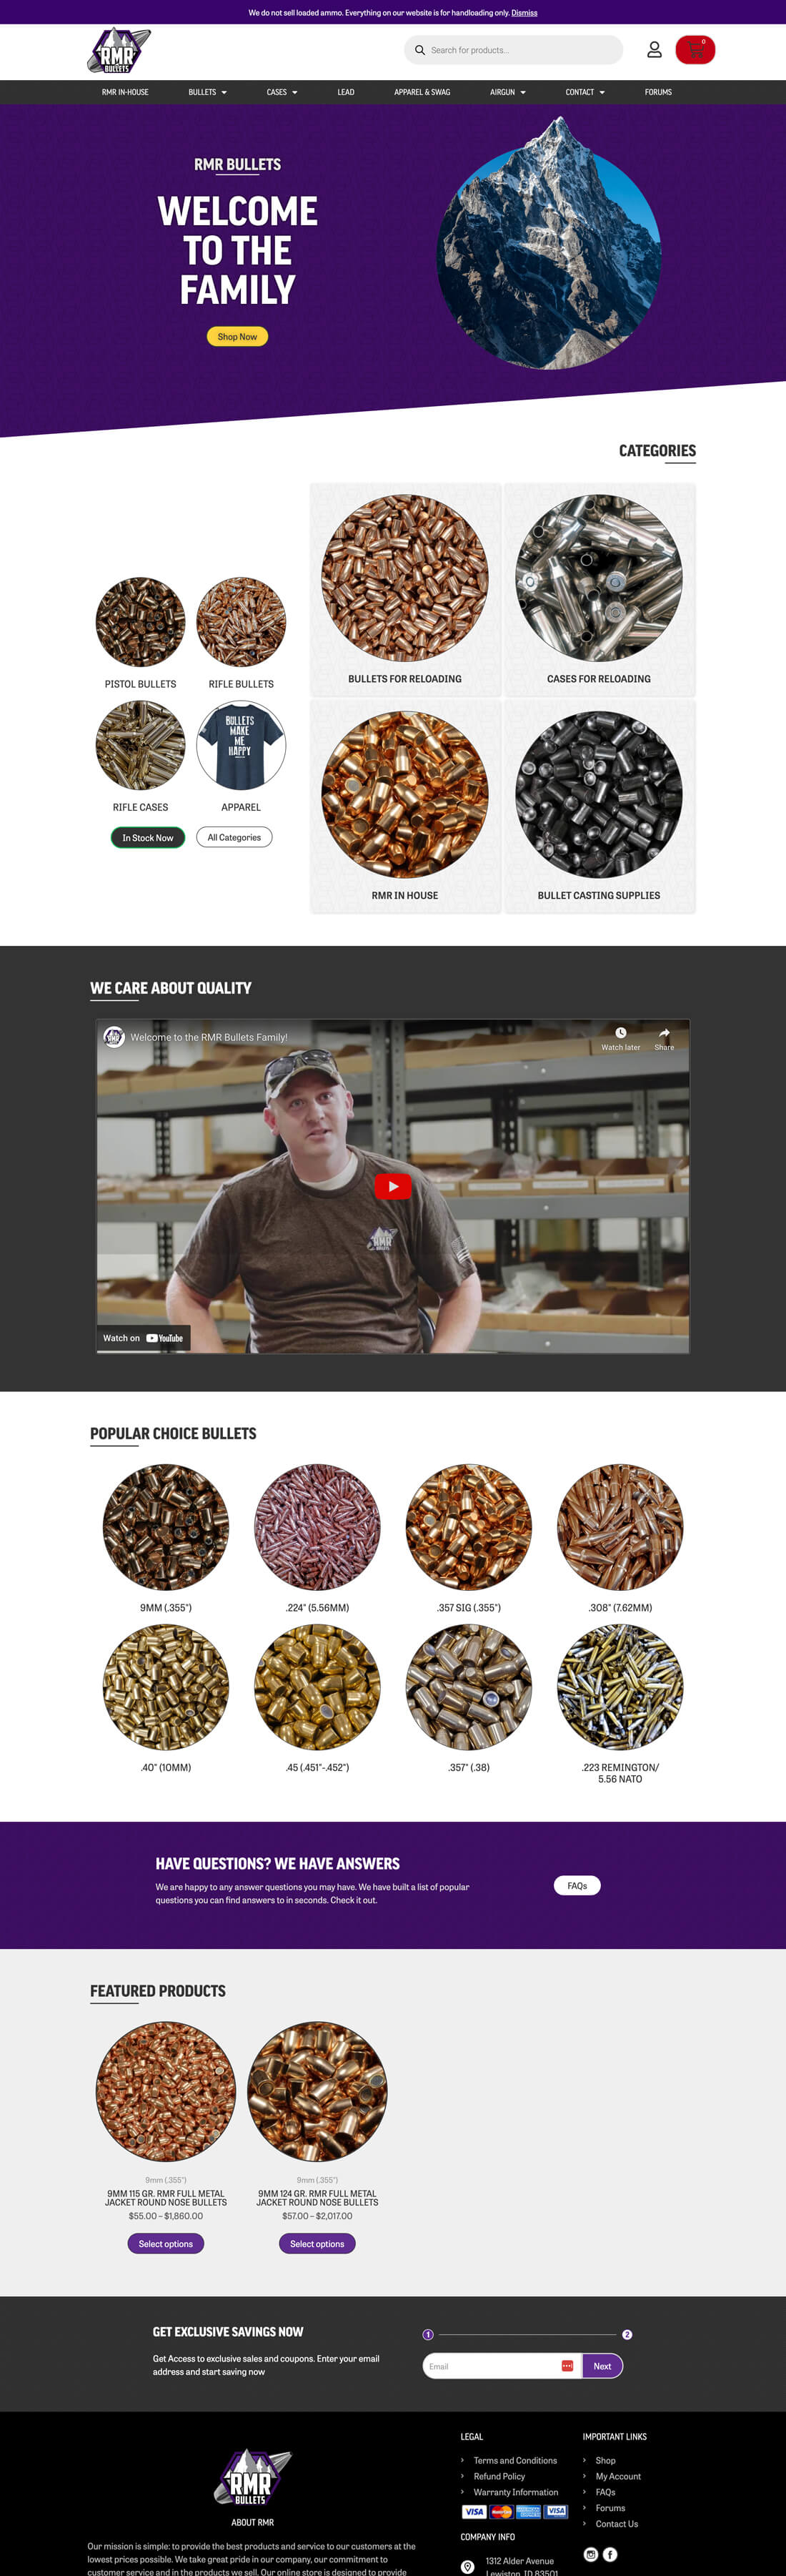 We do not sell loaded ammo. Everything on our website is for handloading only. Dismiss
RMR
BULLETS
Search for products...
0
RMR IN-HOUSE
BULLETS
CASES
LEAD
APPAREL & SWAG
AIRGUN
CONTACT
FORUMS
RMR BULLETS
WELCOME
TO THE
FAMILY
Shop Now
CATEGORIES
PISTOL BULLETS
RIFLE BULLETS
BULLETS
MAKE
ME
HAPPY
RIFLE CASES
APPAREL
In Stock Now
All Categories
BULLETS FOR RELOADING
CASES FOR RELOADING
RMR IN HOUSE
BULLET CASTING SUPPLIES
WE CARE ABOUT QUALITY
Welcome to the RMR Bullets Family!
Watch later
Share
RMR
BULLETS
Watch on YouTube
POPULAR CHOICE BULLETS
9MM (.355")
.224" (5.56MM)
.357 SIG (.355")
.308" (7.62MM)
.40" (10MM)
.45 (.451"-.452")
.357" (.38)
.223 REMINGTON/
5.56 NATO
HAVE QUESTIONS? WE HAVE ANSWERS
We are happy to any answer questions you may have. We have built a list of popular
questions you can find answers to in seconds. Check it out.
FAQs
FEATURED PRODUCTS
9mm (.355")
9MM 115 GR. RMR FULL METAL
JACKET ROUND NOSE BULLETS
$55.00 – $1,860.00
Select options
9mm (.355")
9MM 124 GR. RMR FULL METAL
JACKET ROUND NOSE BULLETS
$57.00 – $2,017.00
Select options
GET EXCLUSIVE SAVINGS NOW
Get Access to exclusive sales and coupons. Enter your email
address and start saving now
1
2
Email
Next
RMR
BULLETS
ABOUT RMR
Our mission is simple: to provide the best products and service to our customers at the
lowest prices possible. We take great pride in our company, our commitment to
customer service and in the products we sell. Our online store is designed to provide
LEGAL
Terms and Conditions
Refund Policy
Warranty Information
VISA
VISA
COMPANY INFO
1312 Alder Avenue
Lewiston, ID 83501
IMPORTANT LINKS
Shop
My Account
FAQs
Forums
Contact Us